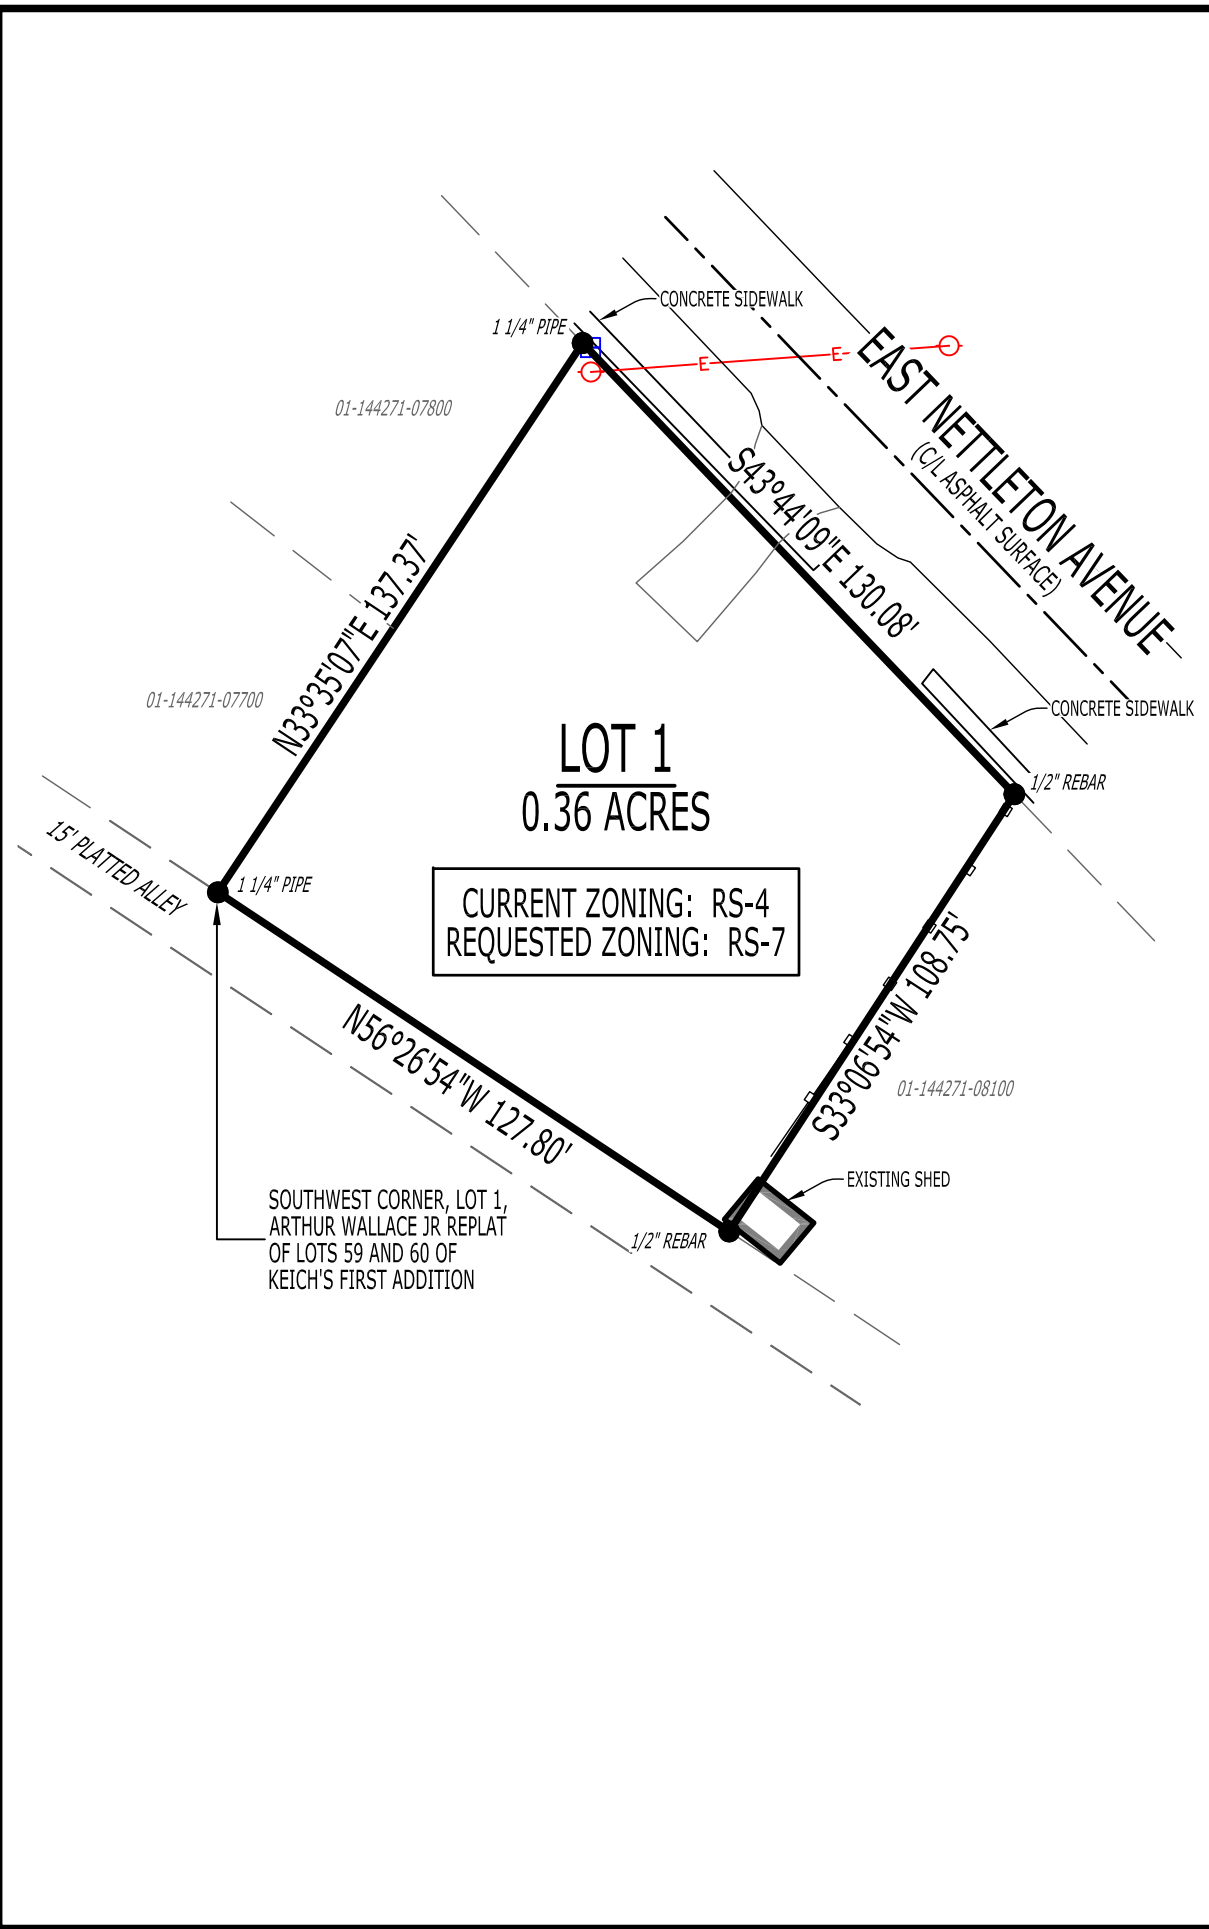 CONCRETE SIDEWALK
1 1/4" PIPE
E
E
EAST NETTLETON AVENUE
(C/L ASPHALT SURFACE)
01-144271-07800
S43°44'09"E 130.08'
N33°35'07"E 137.37'
01-144271-07700
CONCRETE SIDEWALK
LOT 1
0.36 ACRES
1/2" REBAR
15' PLATTED ALLEY
1 1/4" PIPE
CURRENT ZONING: RS-4
REQUESTED ZONING: RS-7
S33°06'54"W 108.75'
N56°26'54"W 127.80'
01-144271-08100
EXISTING SHED
SOUTHWEST CORNER, LOT 1,
ARTHUR WALLACE JR REPLAT
OF LOTS 59 AND 60 OF
KEICH'S FIRST ADDITION
1/2" REBAR